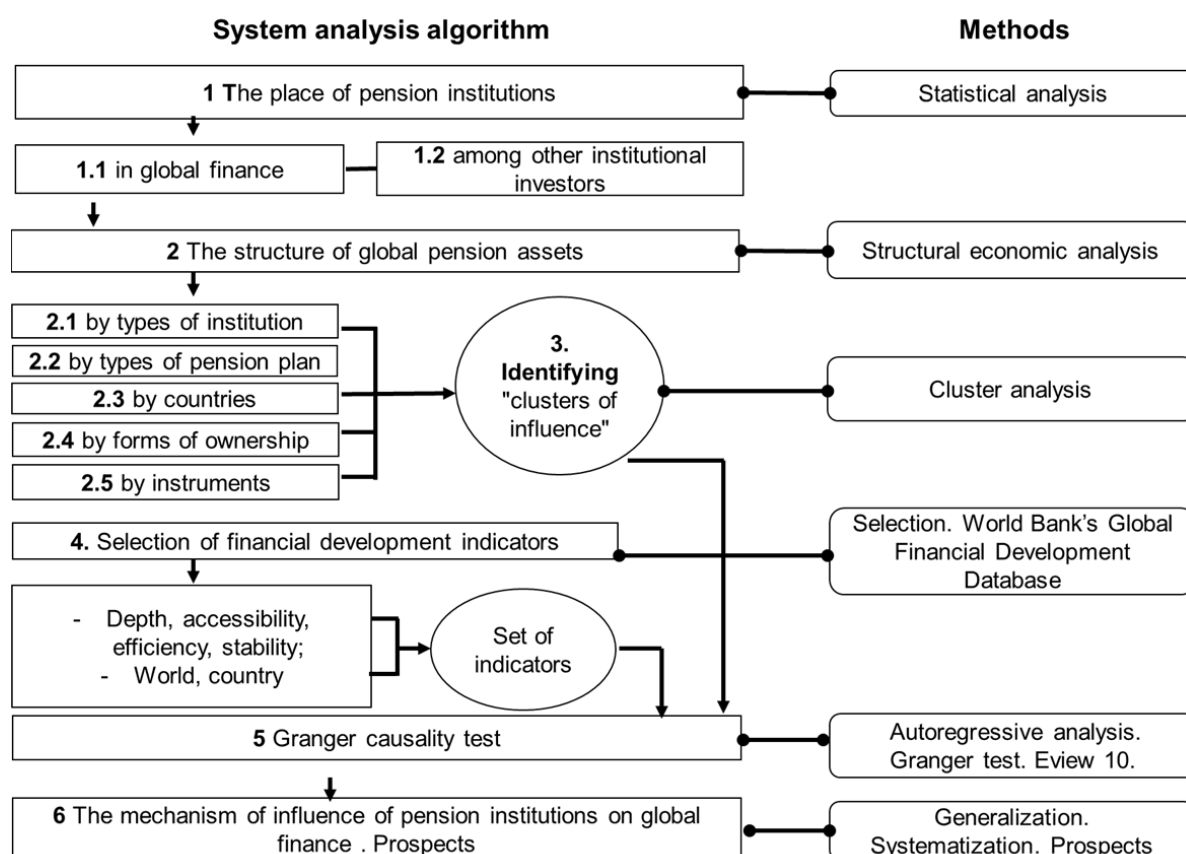 System analysis algorithm
Methods
1 The place of pension institutions
Statistical analysis
1.1 in global finance
1.2 among other institutional
investors
2 The structure of global pension assets
Structural economic analysis
2.1 by types of institution
2.2 by types of pension plan
2.3 by countries
2.4 by forms of ownership
2.5 by instruments
3.
Identifying
"clusters of
influence"
Cluster analysis
4. Selection of financial development indicators
Selection. World Bank’s Global
Financial Development
Database
- Depth, accessibility,
efficiency, stability;
- World, country
Set of
indicators
5 Granger causality test
Autoregressive analysis.
Granger test. Eview 10.
6 The mechanism of influence of pension institutions on global
finance . Prospects
Generalization.
Systematization. Prospects